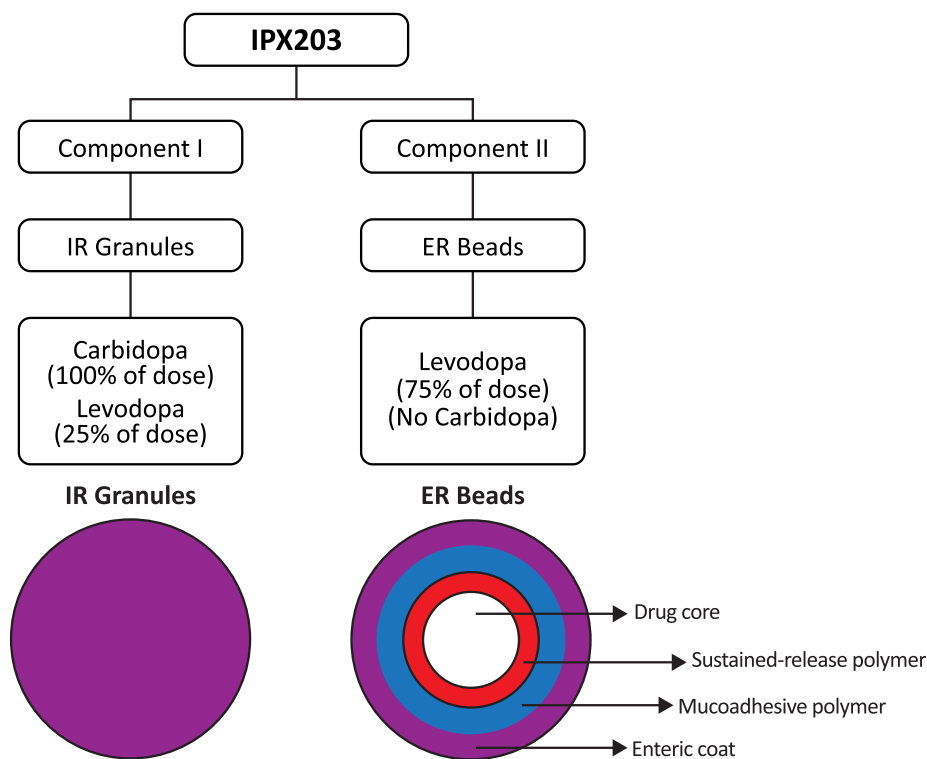 IPX203
Component I
Component II
IR Granules
ER Beads
Carbidopa
(100% of dose)
Levodopa
(25% of dose)
Levodopa
(75% of dose)
(No Carbidopa)
IR Granules
ER Beads
Drug core
Sustained-release polymer
Mucoadhesive polymer
Enteric coat